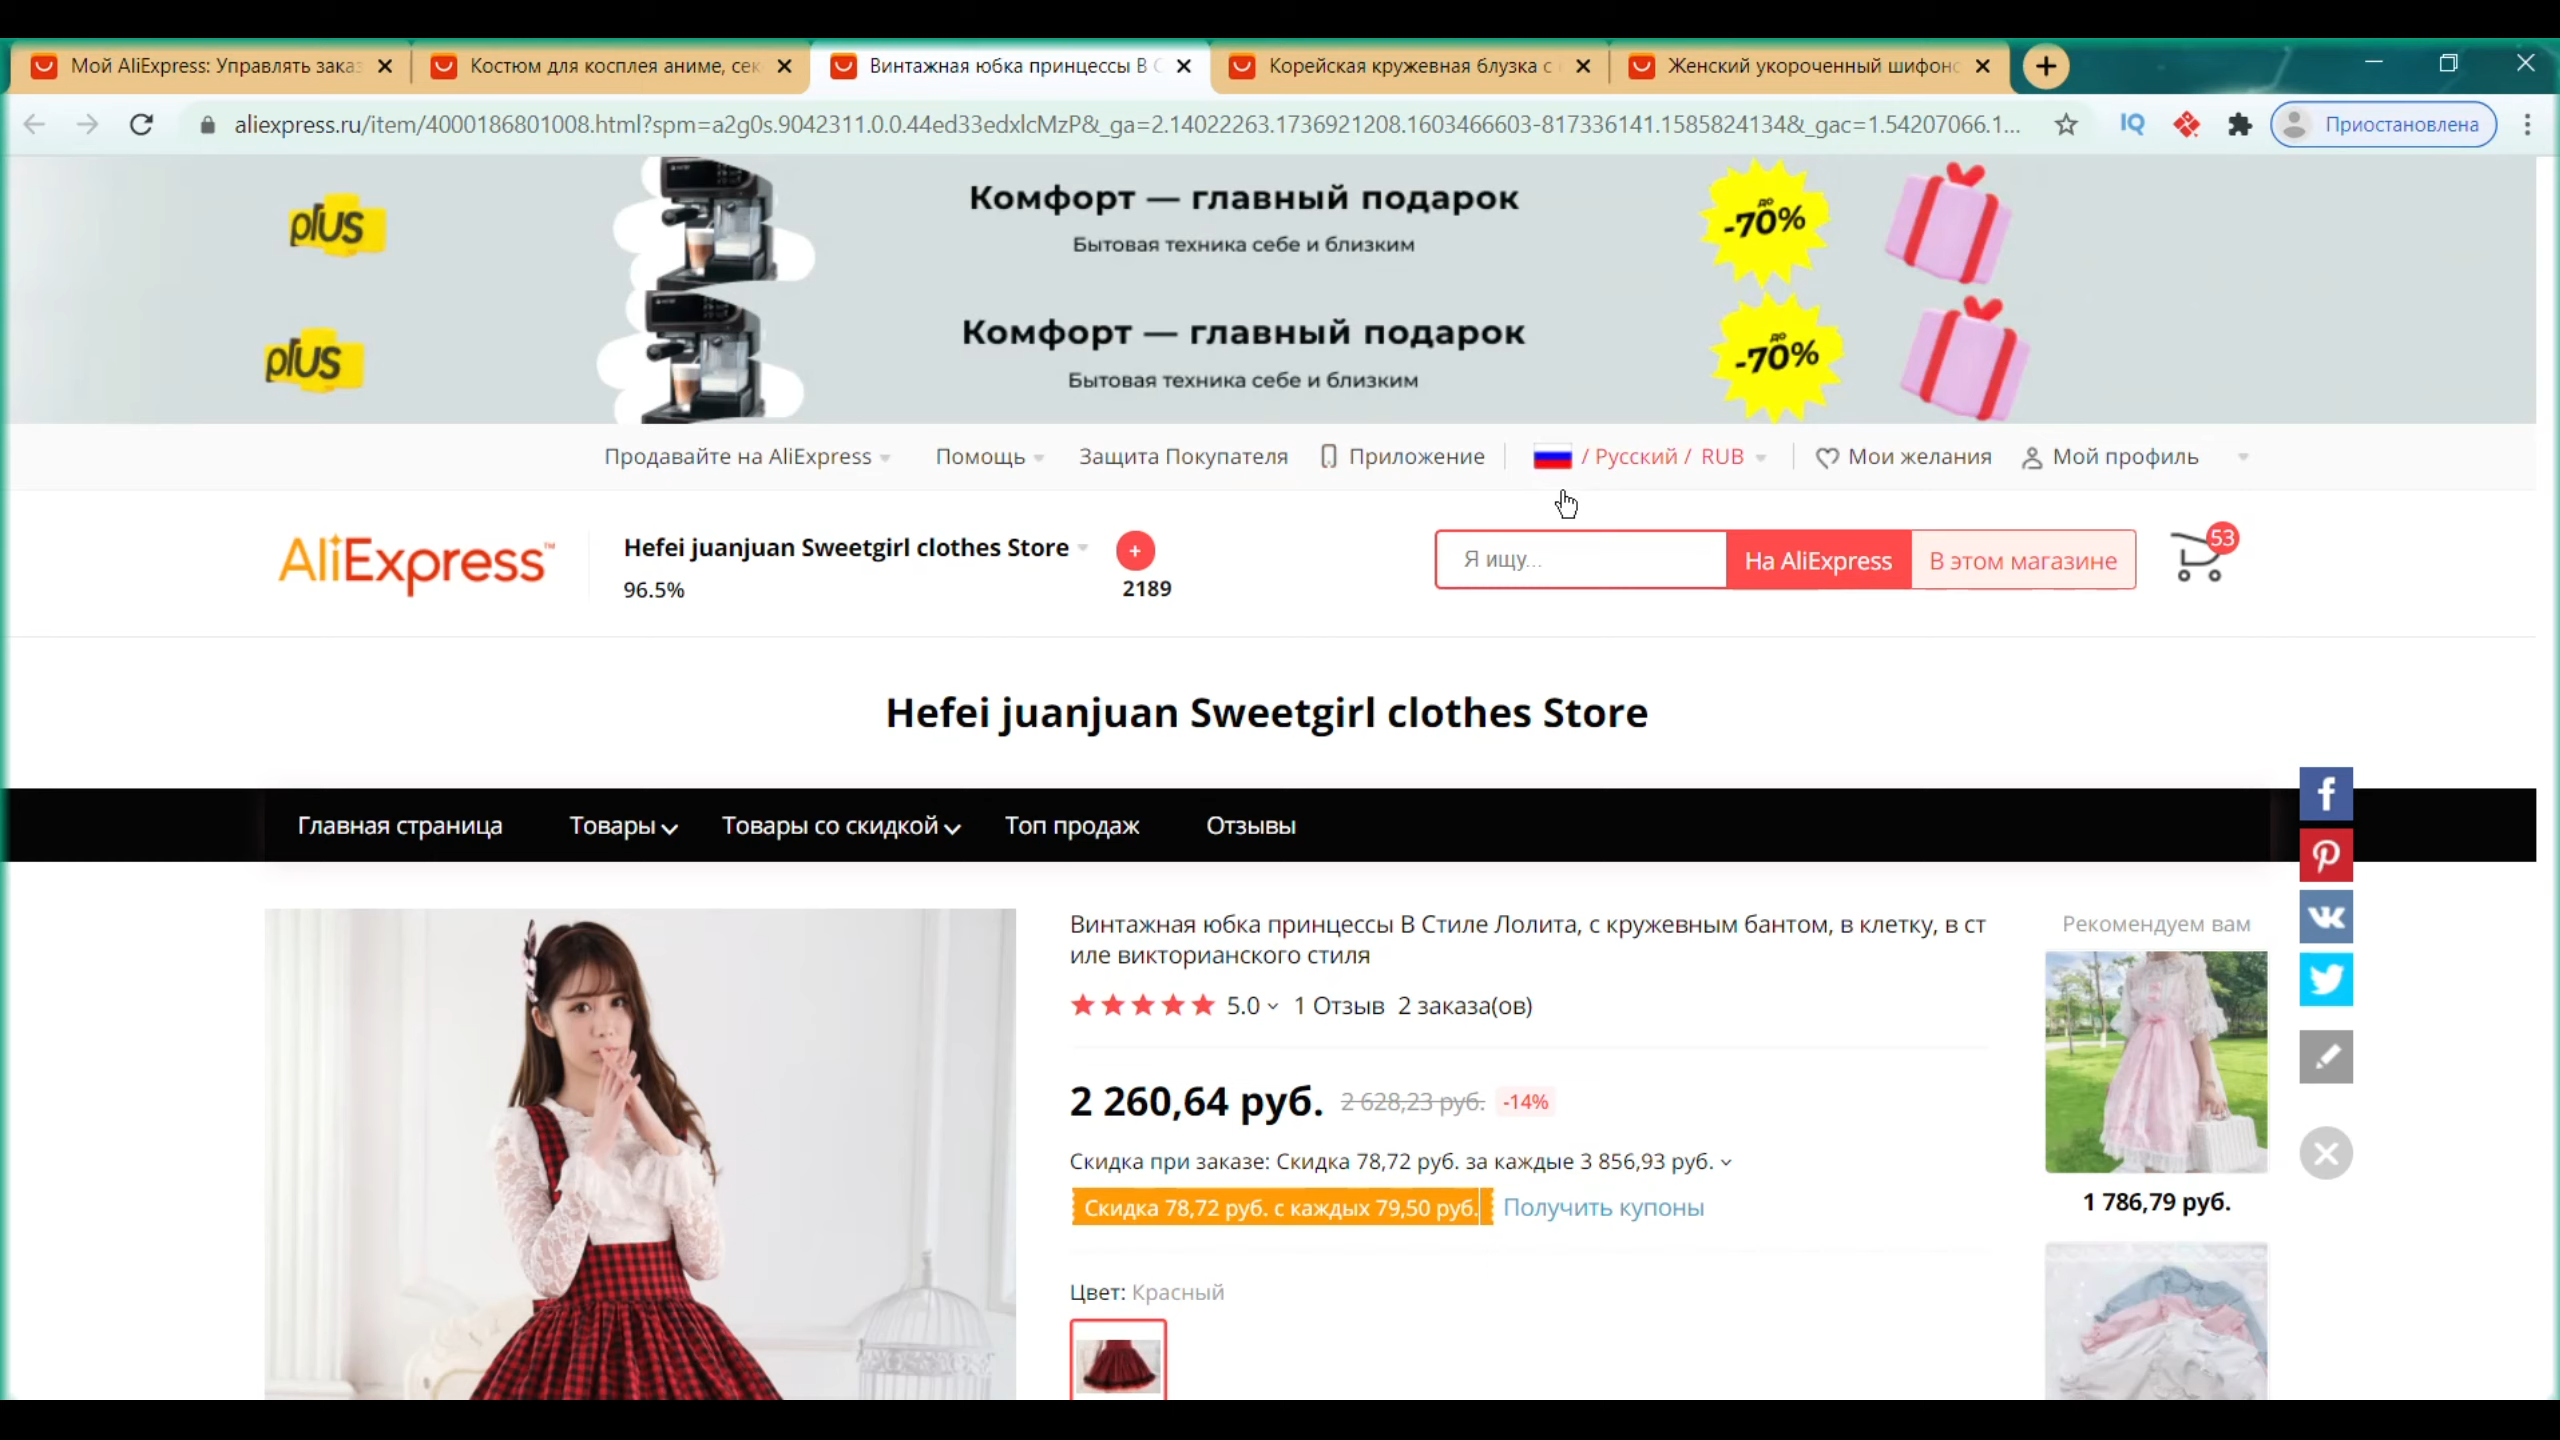 Мой AliExpress: Управлять заказ
Костюм для косплея аниме, сек
Винтажная юбка принцессы В С
Корейская кружевная блузка с
Женский укороченный шифонс
aliexpress.ru/item/4000186801008.html?spm=a2g0s.9042311.0.0.44ed33edxlcMzP&_ga=2.14022263.1736921208.1603466603-817336141.1585824134&_gac=1.54207066.1...
IQ
Приостановлена
plus
Комфорт — главный подарок
Бытовая техника себе и близким
до
-70%
plus
Комфорт — главный подарок
Бытовая техника себе и близким
до
-70%
Продавайте на AliExpress
Помощь
Защита Покупателя
Приложение
/ Русский / RUB
Мои желания
Мой профиль
AliExpress™
Hefei juanjuan Sweetgirl clothes Store
96.5%
+
2189
Я ищу...
На AliExpress
В этом магазине
53
Hefei juanjuan Sweetgirl clothes Store
Главная страница
Товары
Товары со скидкой
Топ продаж
Отзывы
Винтажная юбка принцессы В Стиле Лолита, с кружевным бантом, в клетку, в ст
иле викторианского стиля
5.0
1 Отзыв
2 заказа(ов)
2 260,64 руб.
2 628,23 руб.
-14%
Скидка при заказе: Скидка 78,72 руб. за каждые 3 856,93 руб.
Скидка 78,72 руб. с каждых 79,50 руб.
Получить купоны
Цвет: Красный
Рекомендуем вам
1 786,79 руб.